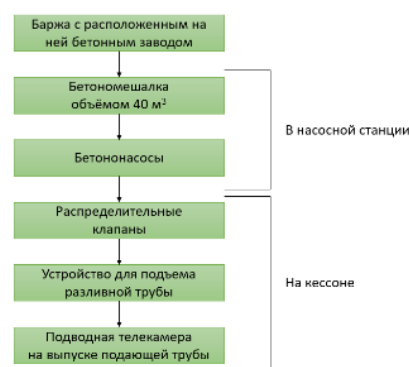 Баржа с расположенным на
ней бетонным заводом
Бетономешалка
объёмом 40 м³
В насосной станции
Бетононасосы
Распределительные
клапаны
Устройство для подъема
разливной трубы
На кессоне
Подводная телекамера
на выпуске подающей трубы